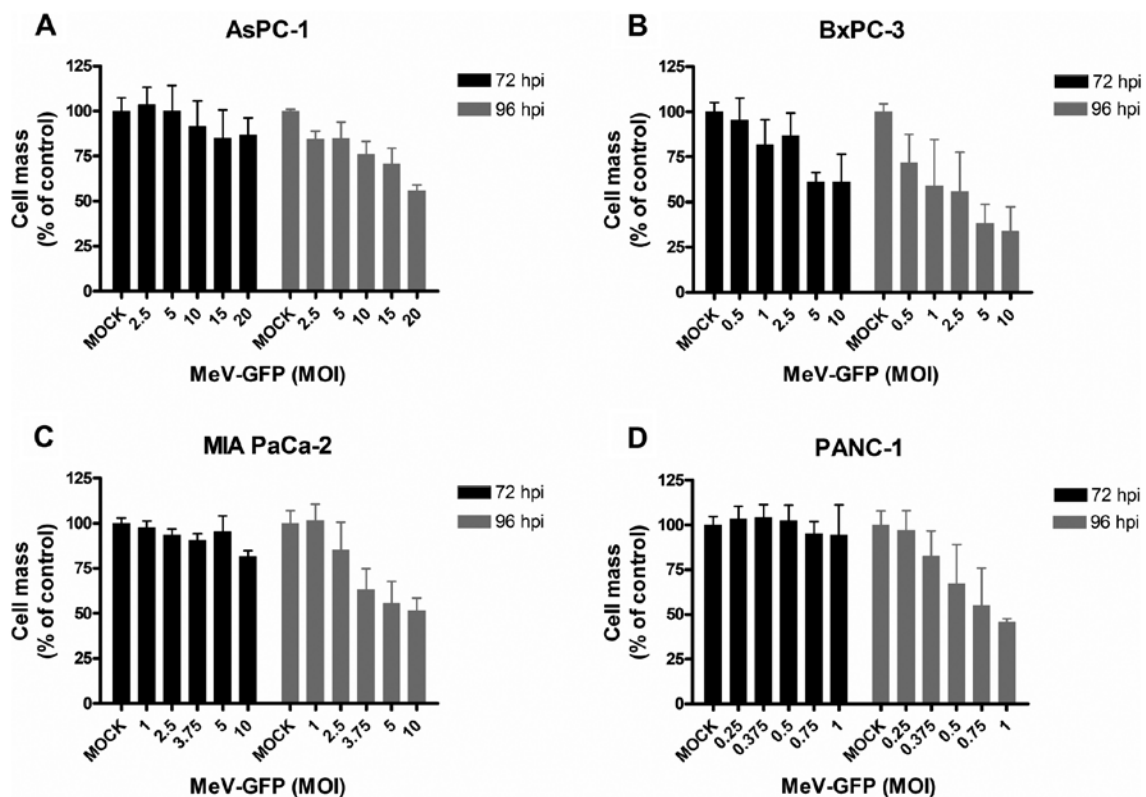 A
AsPC-1
Cell mass
(% of control)
125
100
75
50
25
0
72 hpi
96 hpi
MOCK 2.5 5 10 15 20 MOCK 2.5 5 10 15 20
MeV-GFP (MOI)
B
BxPC-3
Cell mass
(% of control)
125
100
75
50
25
0
72 hpi
96 hpi
MOCK 0.5 1 2.5 5 10 MOCK 0.5 1 2.5 5 10
MeV-GFP (MOI)
C
MIA PaCa-2
Cell mass
(% of control)
125
100
75
50
25
0
72 hpi
96 hpi
MOCK 1 2.5 3.75 5 10 MOCK 1 2.5 3.75 5 10
MeV-GFP (MOI)
D
PANC-1
Cell mass
(% of control)
125
100
75
50
25
0
72 hpi
96 hpi
MOCK 0.25 0.375 0.5 0.75 1 MOCK 0.25 0.375 0.5 0.75 1
MeV-GFP (MOI)